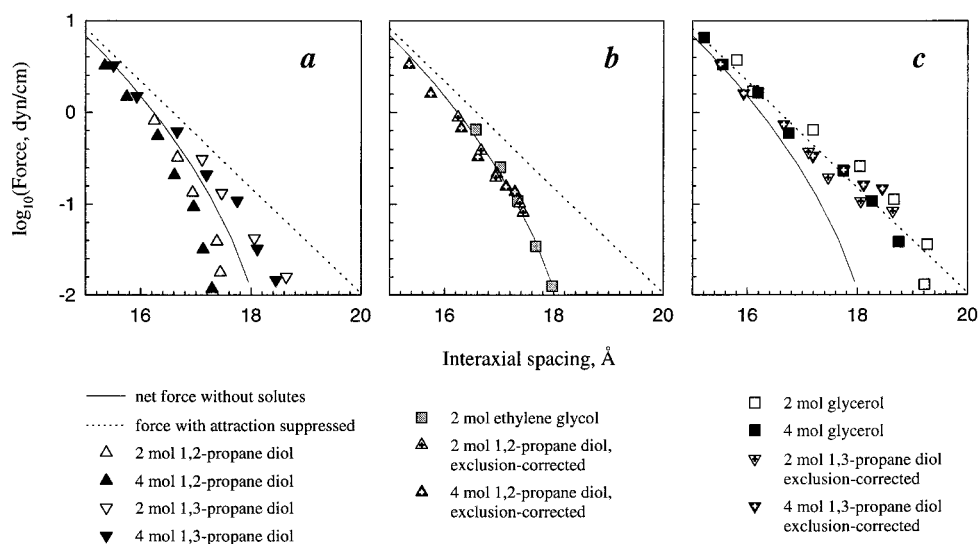 a
b
c
log10(Force, dyn/cm)
1
0
-1
-2
16
18
20
16
18
20
16
18
20
Interaxial spacing, Å
net force without solutes
force with attraction suppressed
2 mol 1,2-propane diol
4 mol 1,2-propane diol
2 mol 1,3-propane diol
4 mol 1,3-propane diol
2 mol ethylene glycol
2 mol 1,2-propane diol,
exclusion-corrected
4 mol 1,2-propane diol,
exclusion-corrected
2 mol glycerol
4 mol glycerol
2 mol 1,3-propane diol
exclusion-corrected
4 mol 1,3-propane diol
exclusion-corrected